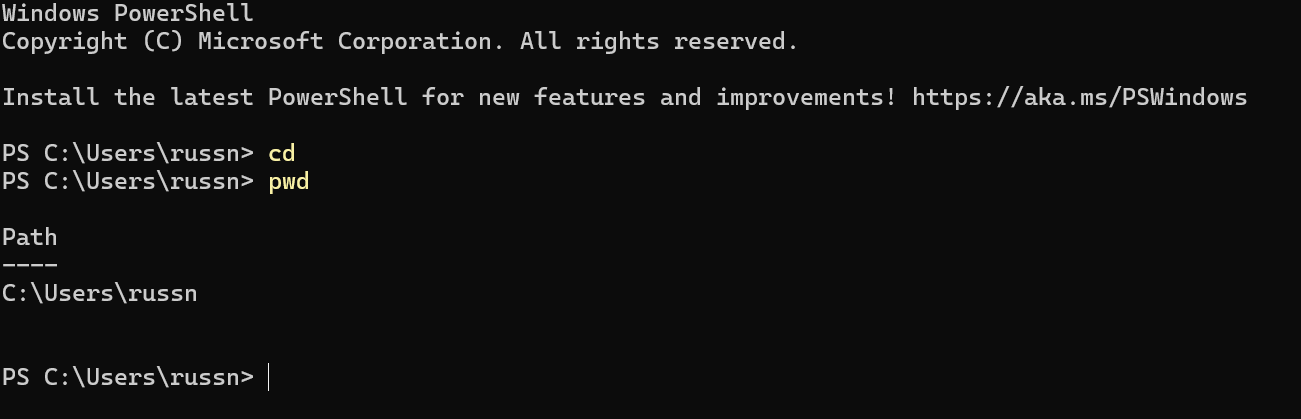 Windows PowerShell
Copyright (C) Microsoft Corporation. All rights reserved.
Install the latest PowerShell for new features and improvements! https://aka.ms/PSWindows
PS C:\Users\russn> cd
PS C:\Users\russn> pwd
Path
----
C:\Users\russn
PS C:\Users\russn>